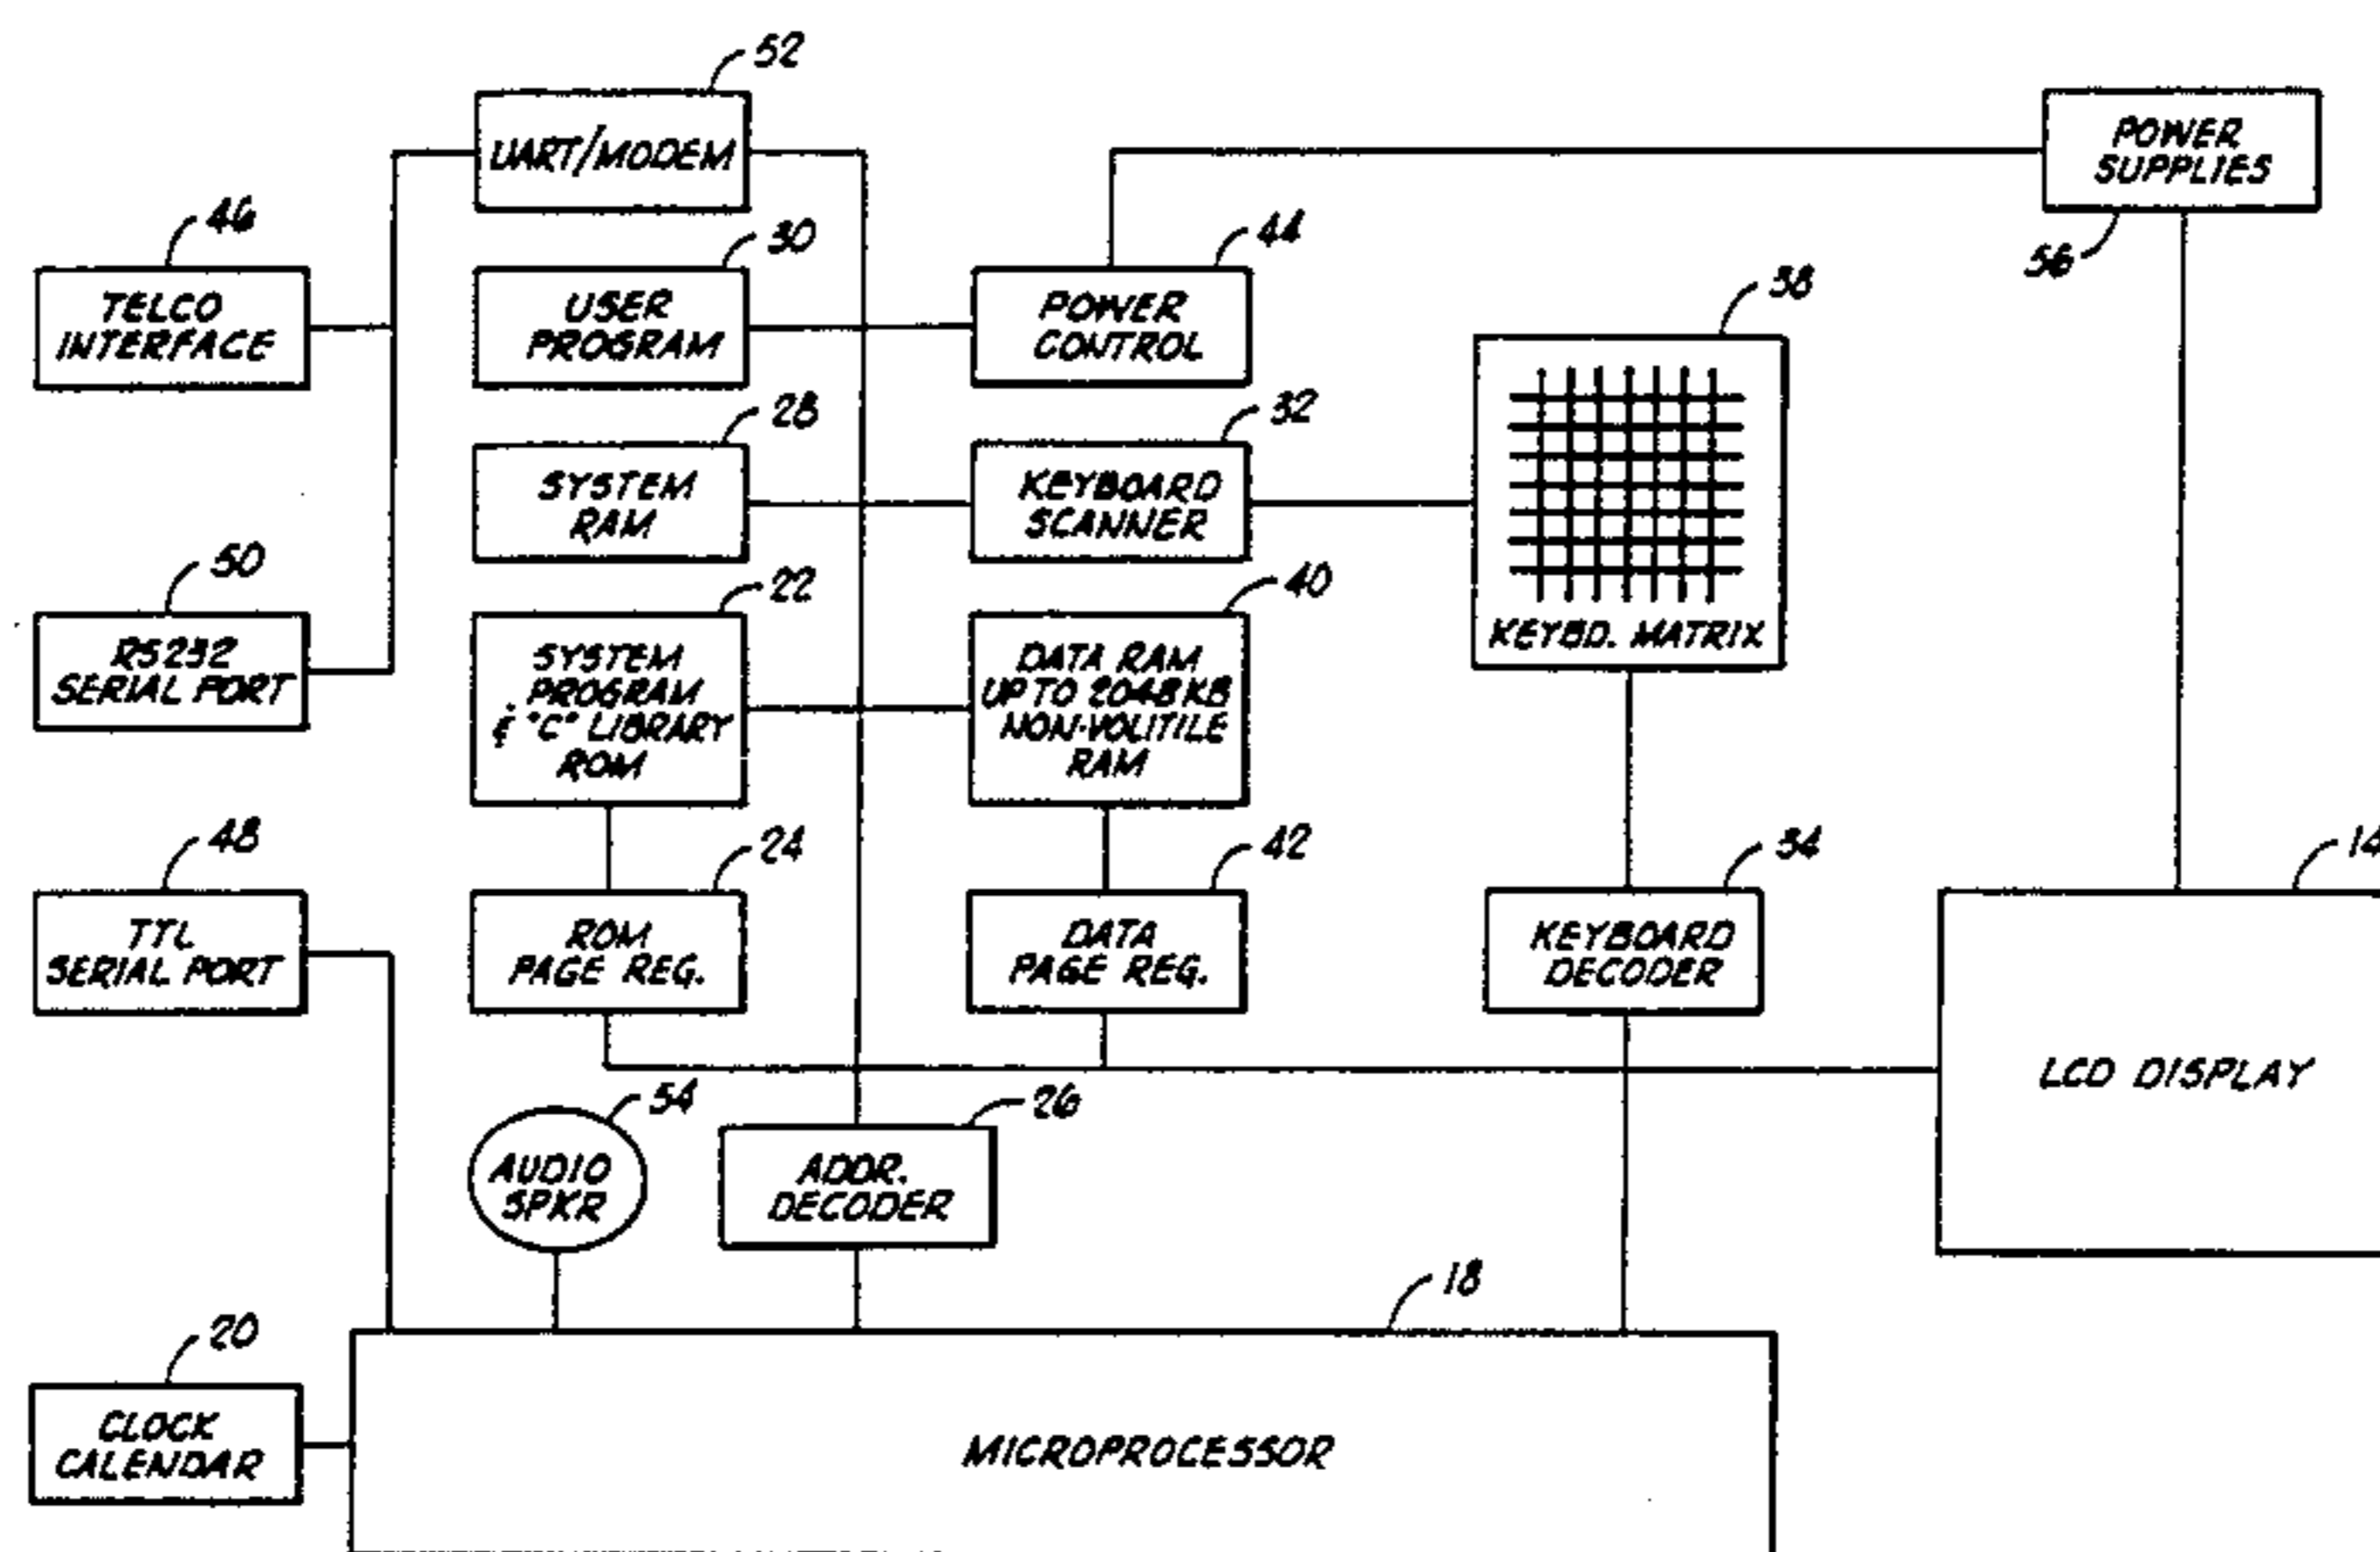 52
UART/MODEM
POWER
SUPPLIES
56
46
TELCO
INTERFACE
30
USER
PROGRAM
44
POWER
CONTROL
38
KEYBD. MATRIX
28
SYSTEM
RAM
32
KEYBOARD
SCANNER
50
RS232
SERIAL PORT
22
SYSTEM
PROGRAM
& "C" LIBRARY
ROM
40
DATA RAM
UP TO 2048 KB
NON-VOLITILE
RAM
48
TTL
SERIAL PORT
24
ROM
PAGE REG.
42
DATA
PAGE REG.
34
KEYBOARD
DECODER
14
LCD DISPLAY
54
AUDIO
SPKR
26
ADDR.
DECODER
20
CLOCK
CALENDAR
18
MICROPROCESSOR